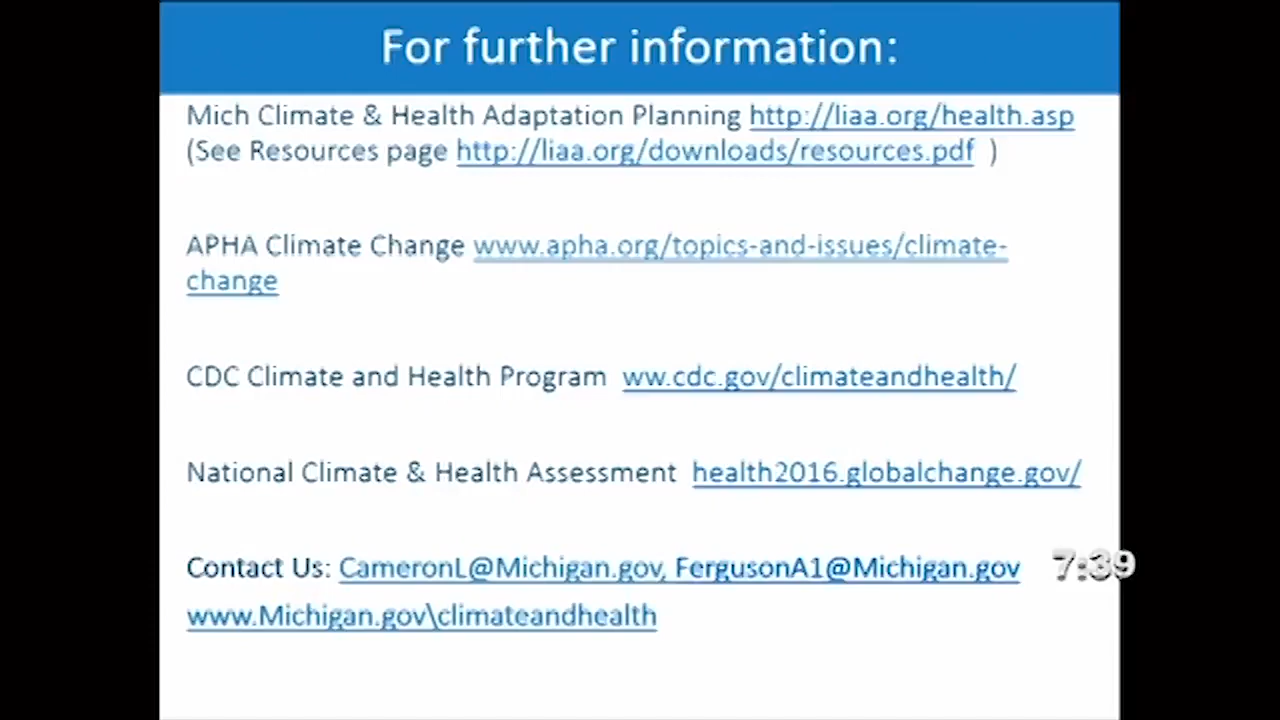 For further information:
Mich Climate & Health Adaptation Planning http://liaa.org/health.asp
(See Resources page http://liaa.org/downloads/resources.pdf )
APHA Climate Change www.apha.org/topics-and-issues/climate-
change
CDC Climate and Health Program ww.cdc.gov/climateandhealth/
National Climate & Health Assessment health2016.globalchange.gov/
Contact Us: CameronL@Michigan.gov, FergusonA1@Michigan.gov
7:39
www.Michigan.gov\climateandhealth